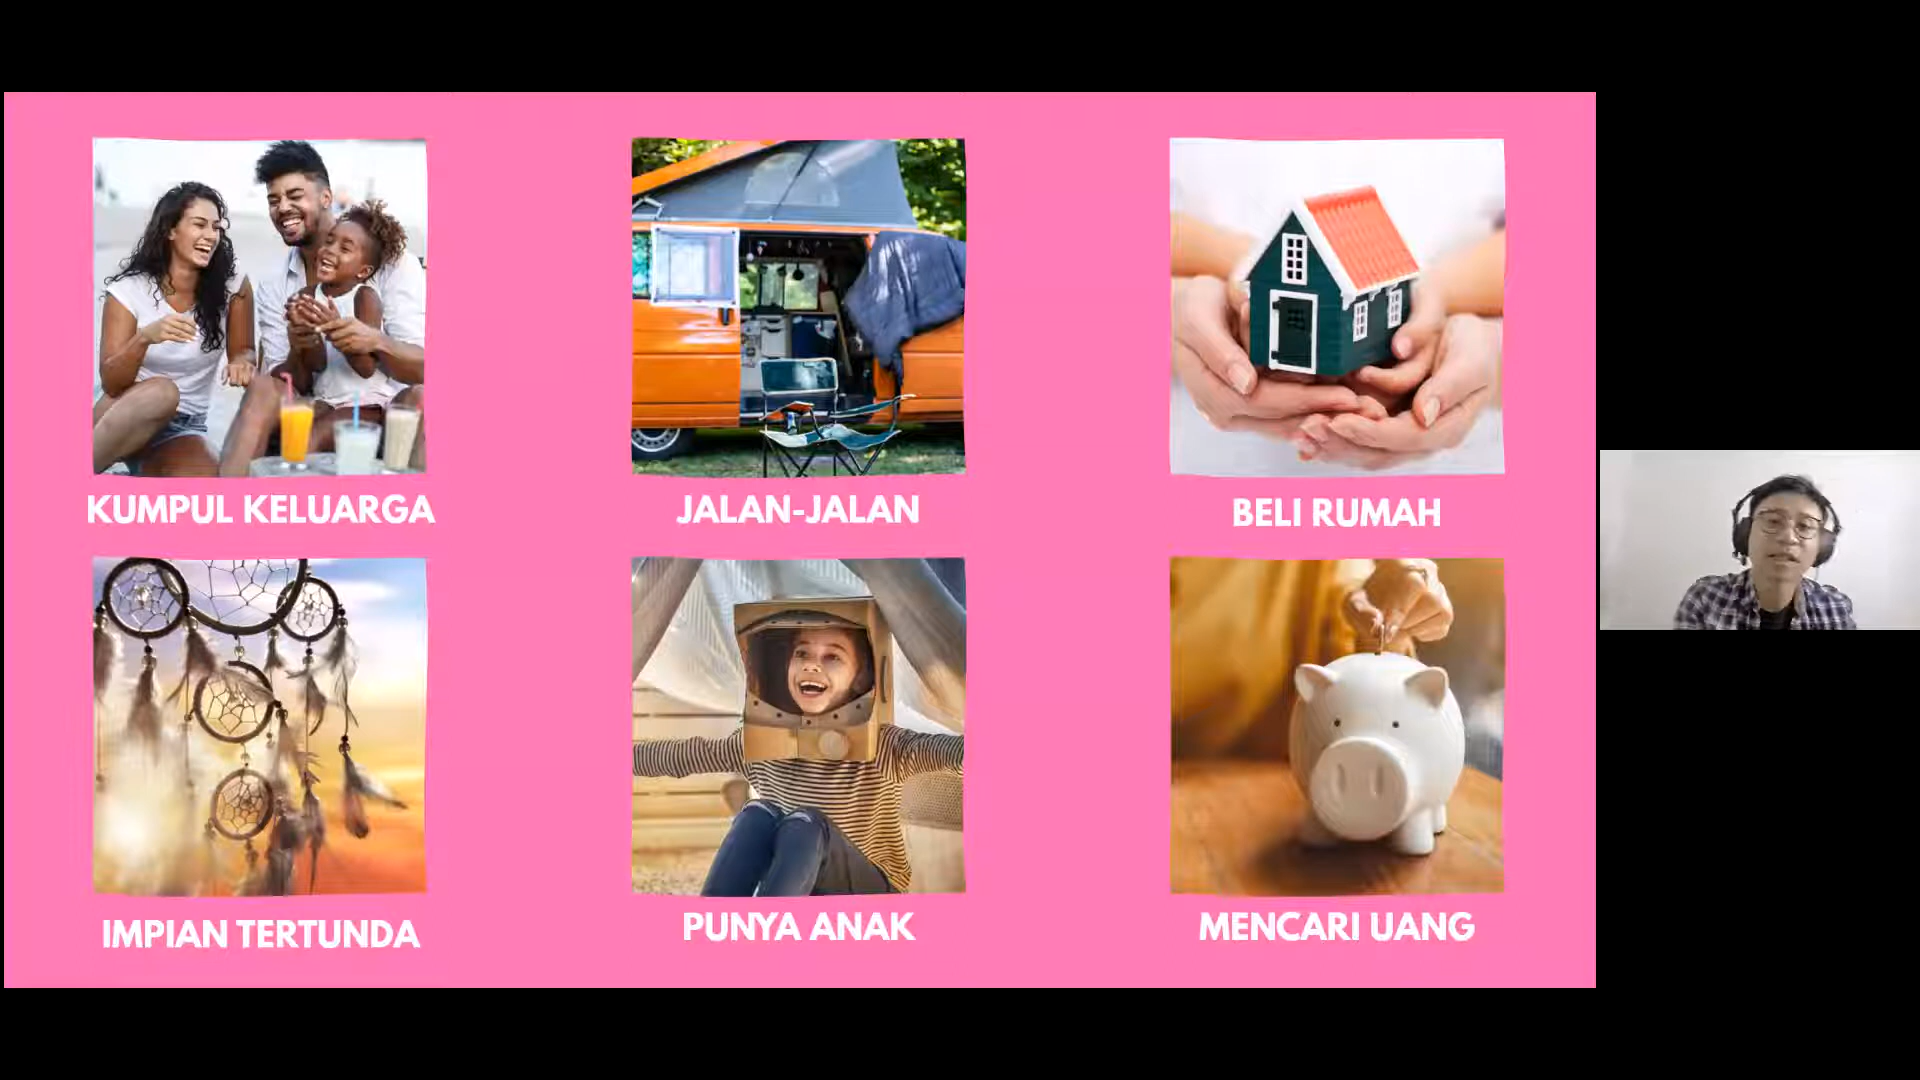 KUMPUL KELUARGA
JALAN-JALAN
BELI RUMAH
IMPIAN TERTUNDA
PUNYA ANAK
MENCARI UANG